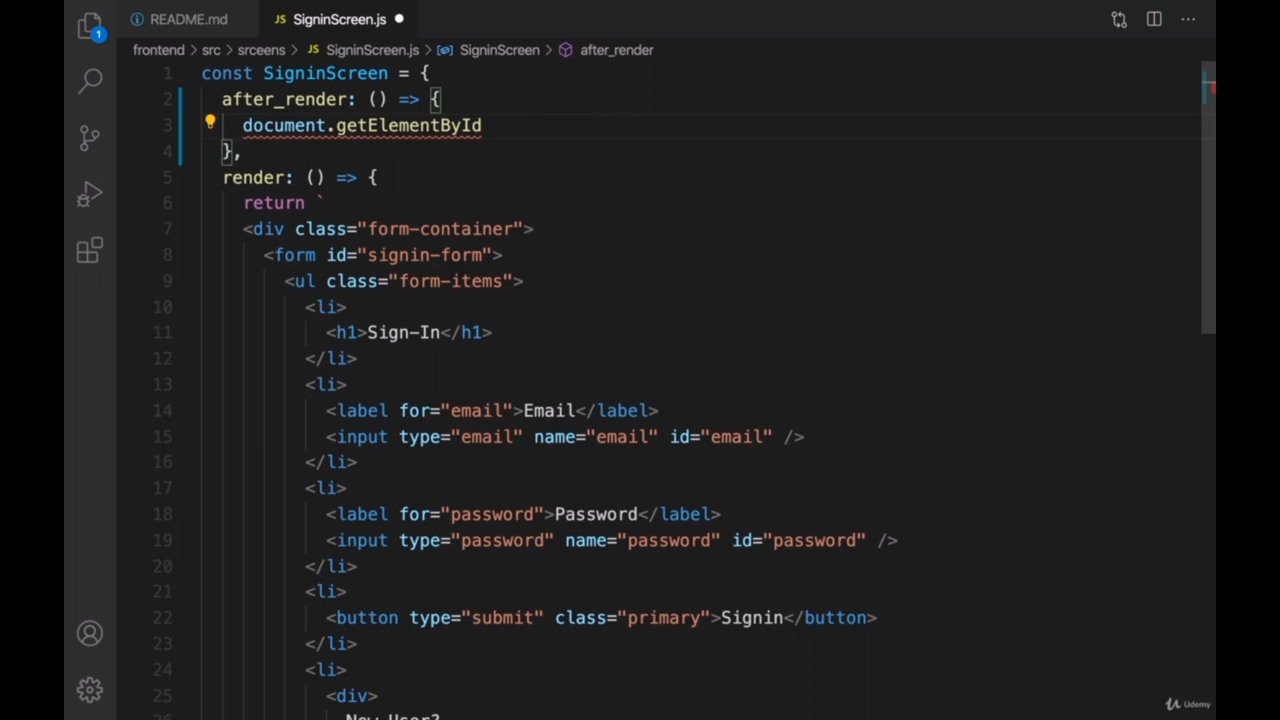 README.md
JS SigninScreen.js
frontend > src > srceens > JS SigninScreen.js > SigninScreen > after_render
1
1 const SigninScreen = {
2 after_render: () => {
3 document.getElementById
4 },
5 render: () => {
6 return `
7 <div class="form-container">
8 <form id="signin-form">
9 <ul class="form-items">
10 <li>
11 <h1>Sign-In</h1>
12 </li>
13 <li>
14 <label for="email">Email</label>
15 <input type="email" name="email" id="email" />
16 </li>
17 <li>
18 <label for="password">Password</label>
19 <input type="password" name="password" id="password" />
20 </li>
21 <li>
22 <button type="submit" class="primary">Signin</button>
23 </li>
24 <li>
25 <div>
26 New User?
Udemy